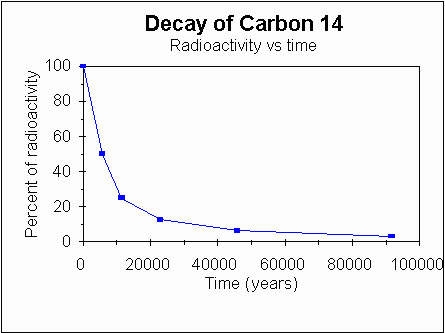 Decay of Carbon 14
Radioactivity vs time
Percent of radioactivity
100
80
60
40
20
0
0 20000 40000 60000 80000 100000
Time (years)